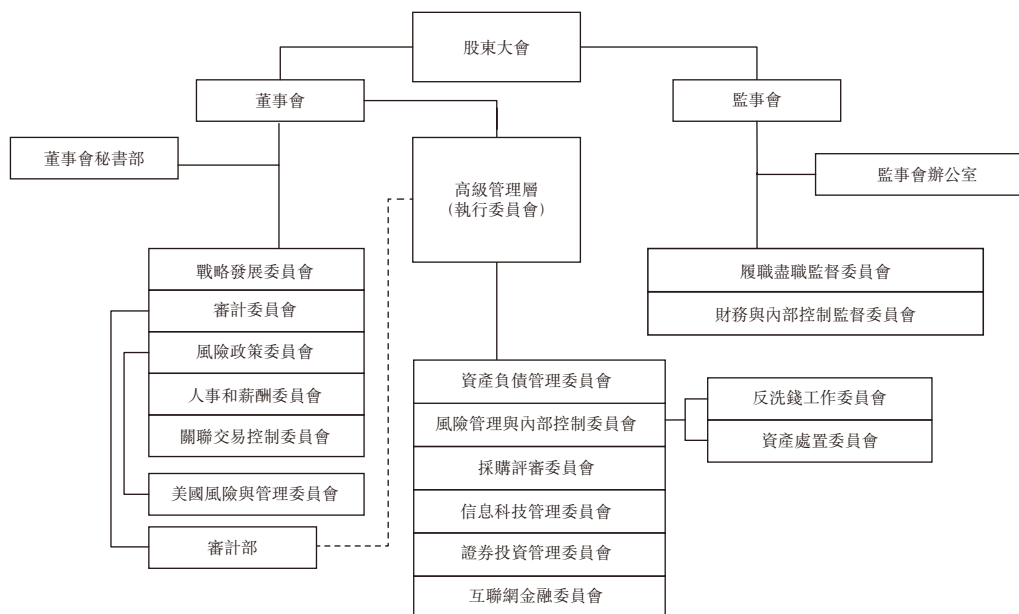 股東大會
董事會
監事會
董事會秘書部
高級管理層
(執行委員會)
監事會辦公室
戰略發展委員會
審計委員會
風險政策委員會
人事和薪酬委員會
關聯交易控制委員會
美國風險與管理委員會
審計部
履職盡職監督委員會
財務與內部控制監督委員會
資產負債管理委員會
風險管理與內部控制委員會
採購評審委員會
信息科技管理委員會
證券投資管理委員會
互聯網金融委員會
反洗錢工作委員會
資產處置委員會